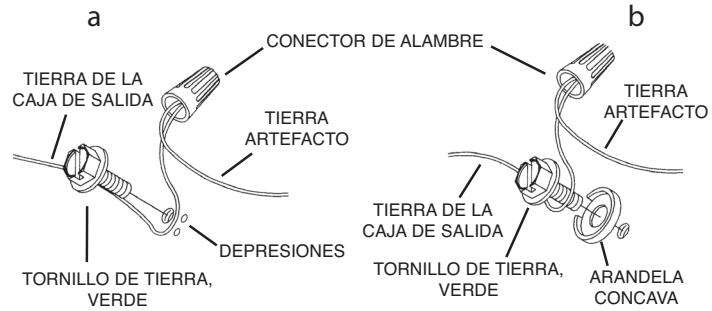 a
b
CONECTOR DE ALAMBRE
TIERRA DE LA
CAJA DE SALIDA
TIERRA
ARTEFACTO
DEPRESIONES
TORNILLO DE TIERRA,
VERDE
TIERRA
ARTEFACTO
TIERRA DE LA
CAJA DE SALIDA
TORNILLO DE TIERRA,
VERDE
ARANDELA
CONCAVA